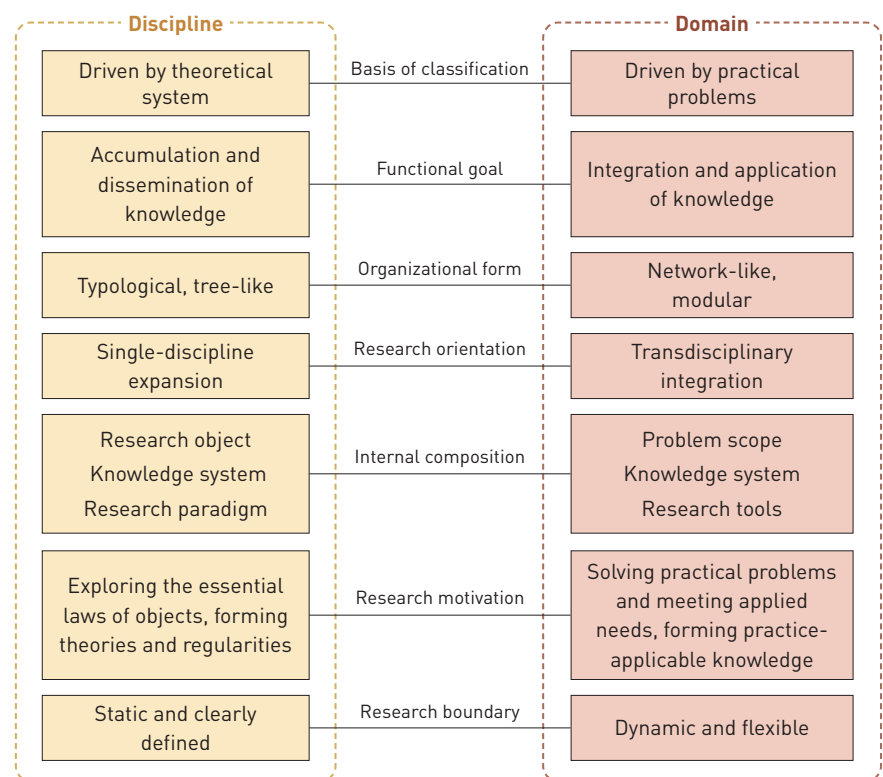 Discipline
Domain
Driven by theoretical
system
Basis of classification
Driven by practical
problems
Accumulation and
dissemination of
knowledge
Functional goal
Integration and application
of knowledge
Typological, tree-like
Organizational form
Network-like,
modular
Single-discipline
expansion
Research orientation
Transdisciplinary
integration
Research object
Knowledge system
Research paradigm
Internal composition
Problem scope
Knowledge system
Research tools
Exploring the essential
laws of objects, forming
theories and regularities
Research motivation
Solving practical problems
and meeting applied
needs, forming practice-
applicable knowledge
Static and clearly
defined
Research boundary
Dynamic and flexible